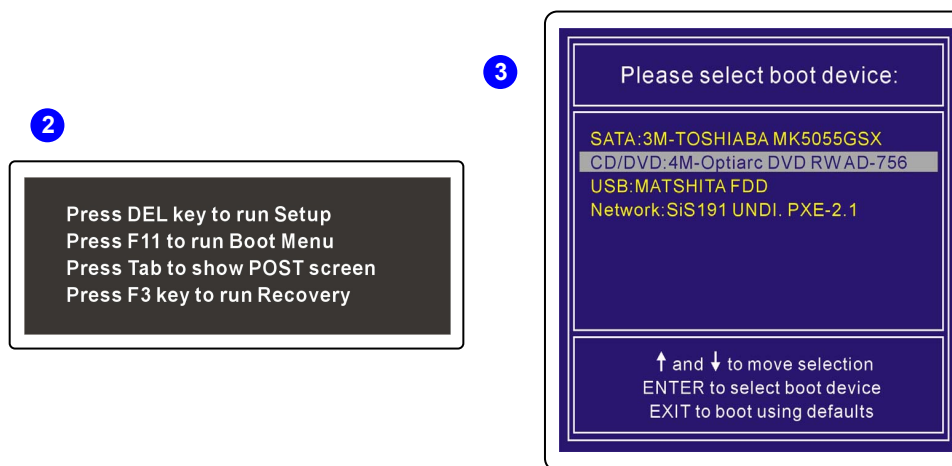 2
Press DEL key to run Setup
Press F11 to run Boot Menu
Press Tab to show POST screen
Press F3 key to run Recovery
3
Please select boot device:
SATA:3M-TOSHIABA MK5055GSX
CD/DVD:4M-Optiarc DVD RW AD-756
USB:MATSHITA FDD
Network:SiS191 UNDI. PXE-2.1
↑ and ↓ to move selection
ENTER to select boot device
EXIT to boot using defaults